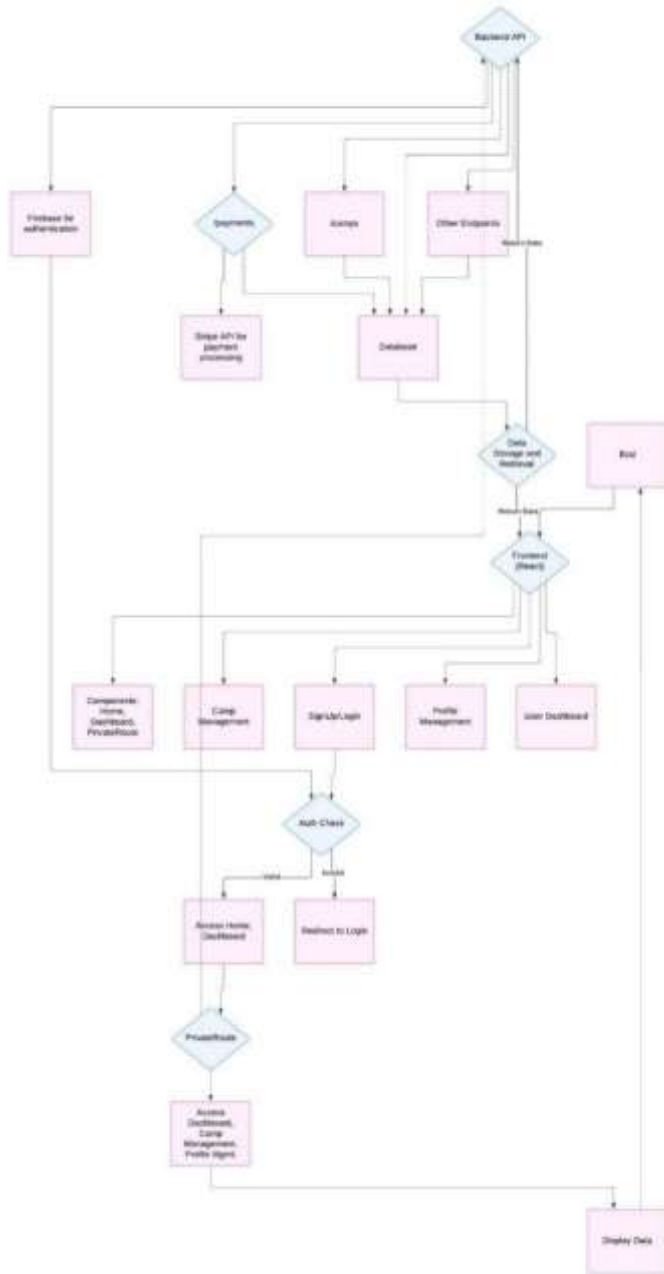 Backend API
Firebase for
authentication
/payments
/camps
Other Endpoints
Return Data
Stripe API for
payment
processing
Database
Data
Storage and
Retrieval
End
Return Data
Frontend
(React)
Components:
Home,
Dashboard,
PrivateRoute
Camp
Management
SignUp/Login
Profile
Management
User Dashboard
Auth Check
Valid
Invalid
Access Home,
Dashboard
Redirect to Login
PrivateRoute
Access
Dashboard,
Camp
Management,
Profile Mgmt.
Display Data